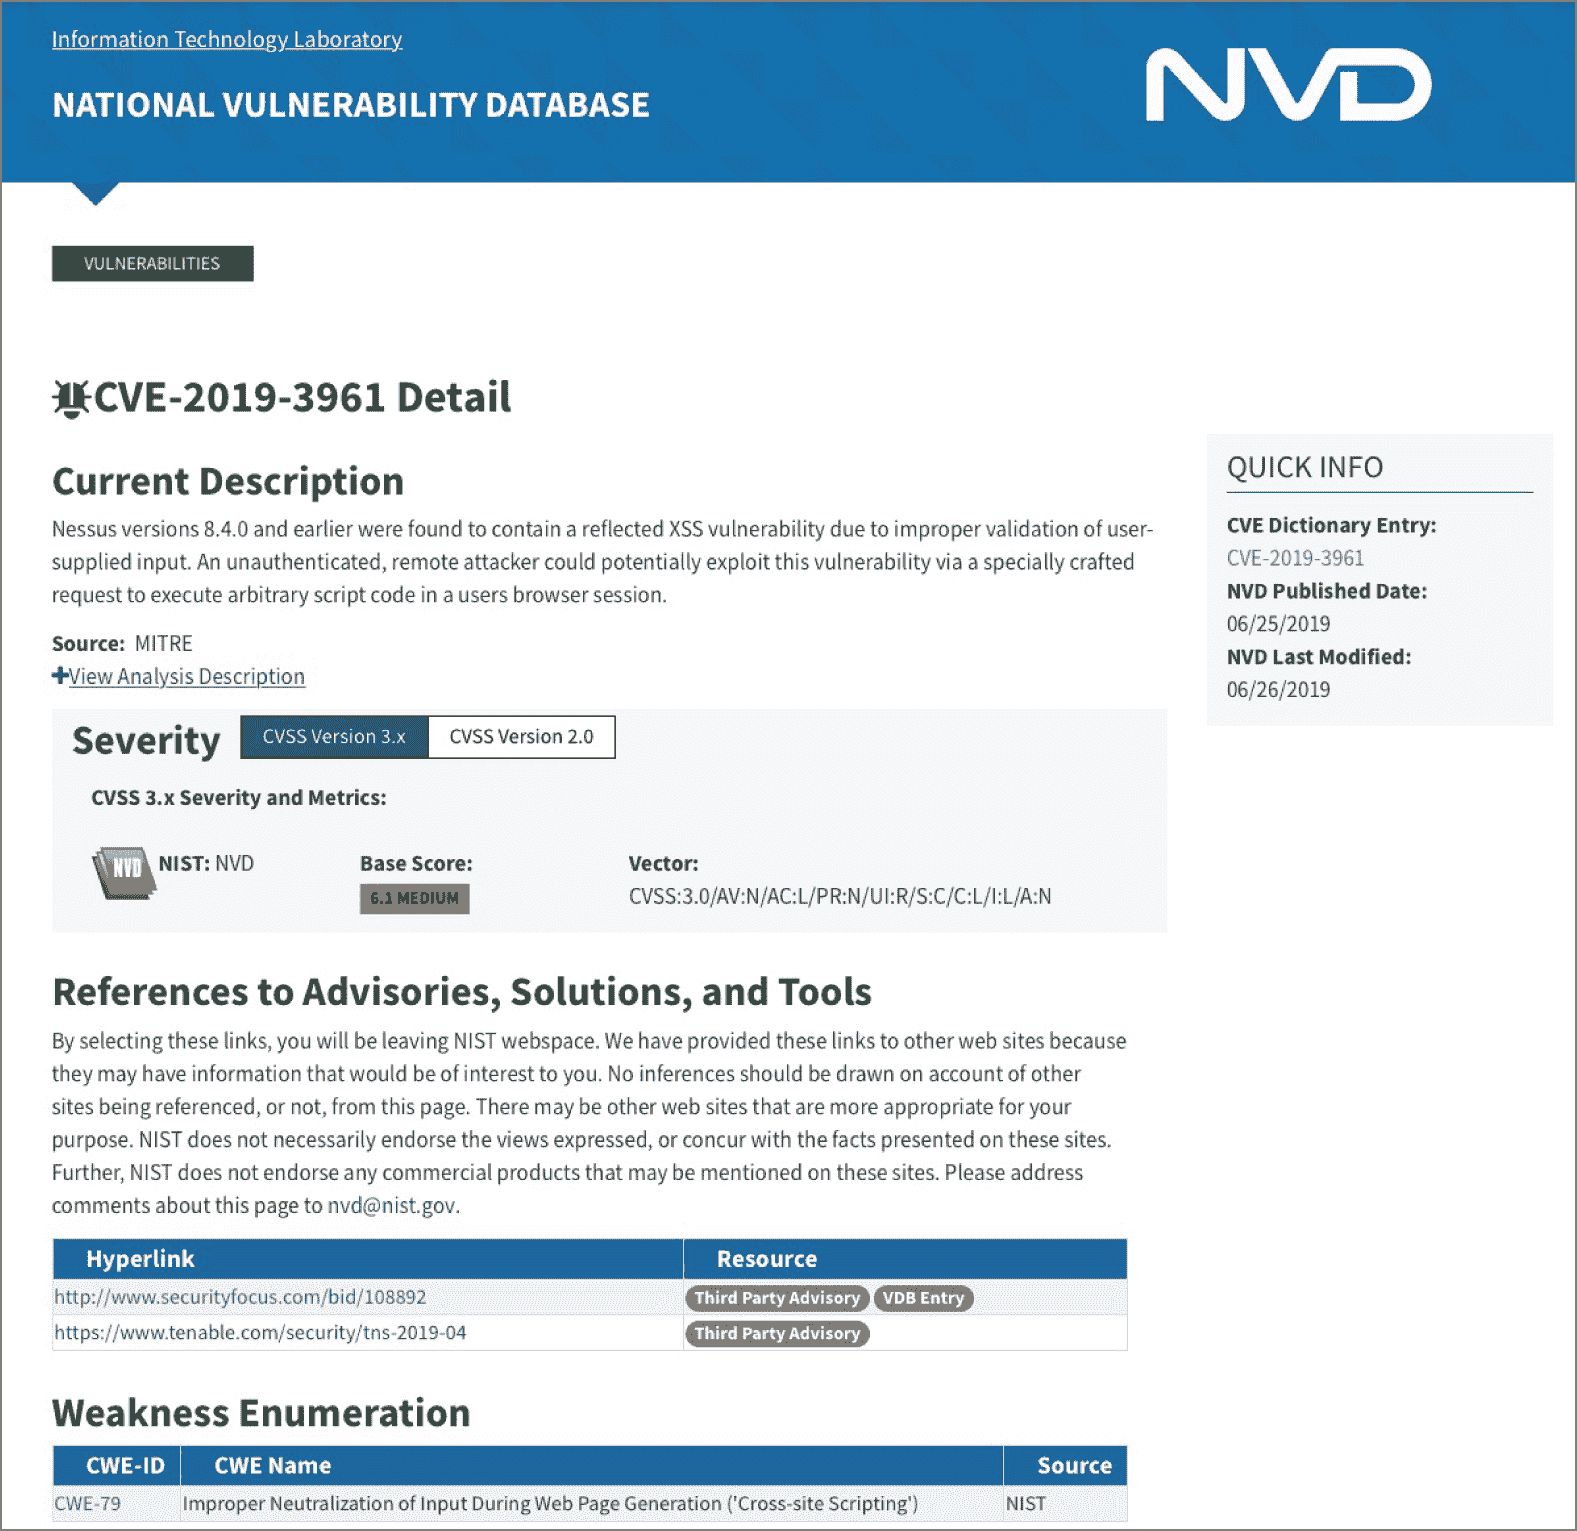 Information Technology Laboratory
NATIONAL VULNERABILITY DATABASE
NVD
VULNERABILITIES
CVE-2019-3961 Detail
Current Description
Nessus versions 8.4.0 and earlier were found to contain a reflected XSS vulnerability due to improper validation of user-
supplied input. An unauthenticated, remote attacker could potentially exploit this vulnerability via a specially crafted
request to execute arbitrary script code in a users browser session.
Source: MITRE
View Analysis Description
QUICK INFO
CVE Dictionary Entry:
CVE-2019-3961
NVD Published Date:
06/25/2019
NVD Last Modified:
06/26/2019
Severity CVSS Version 3.x CVSS Version 2.0
CVSS 3.x Severity and Metrics:
NVD NIST: NVD Base Score: Vector:
6.1 MEDIUM CVSS:3.0/AV:N/AC:L/PR:N/UI:R/S:C/C:L/I:L/A:N
References to Advisories, Solutions, and Tools
By selecting these links, you will be leaving NIST webspace. We have provided these links to other web sites because
they may have information that would be of interest to you. No inferences should be drawn on account of other
sites being referenced, or not, from this page. There may be other web sites that are more appropriate for your
purpose. NIST does not necessarily endorse the views expressed, or concur with the facts presented on these sites.
Further, NIST does not endorse any commercial products that may be mentioned on these sites. Please address
comments about this page to nvd@nist.gov.
Hyperlink Resource
http://www.securityfocus.com/bid/108892 Third Party Advisory VDB Entry
https://www.tenable.com/security/tns-2019-04 Third Party Advisory
Weakness Enumeration
CWE-ID CWE Name Source
CWE-79 Improper Neutralization of Input During Web Page Generation ('Cross-site Scripting') NIST